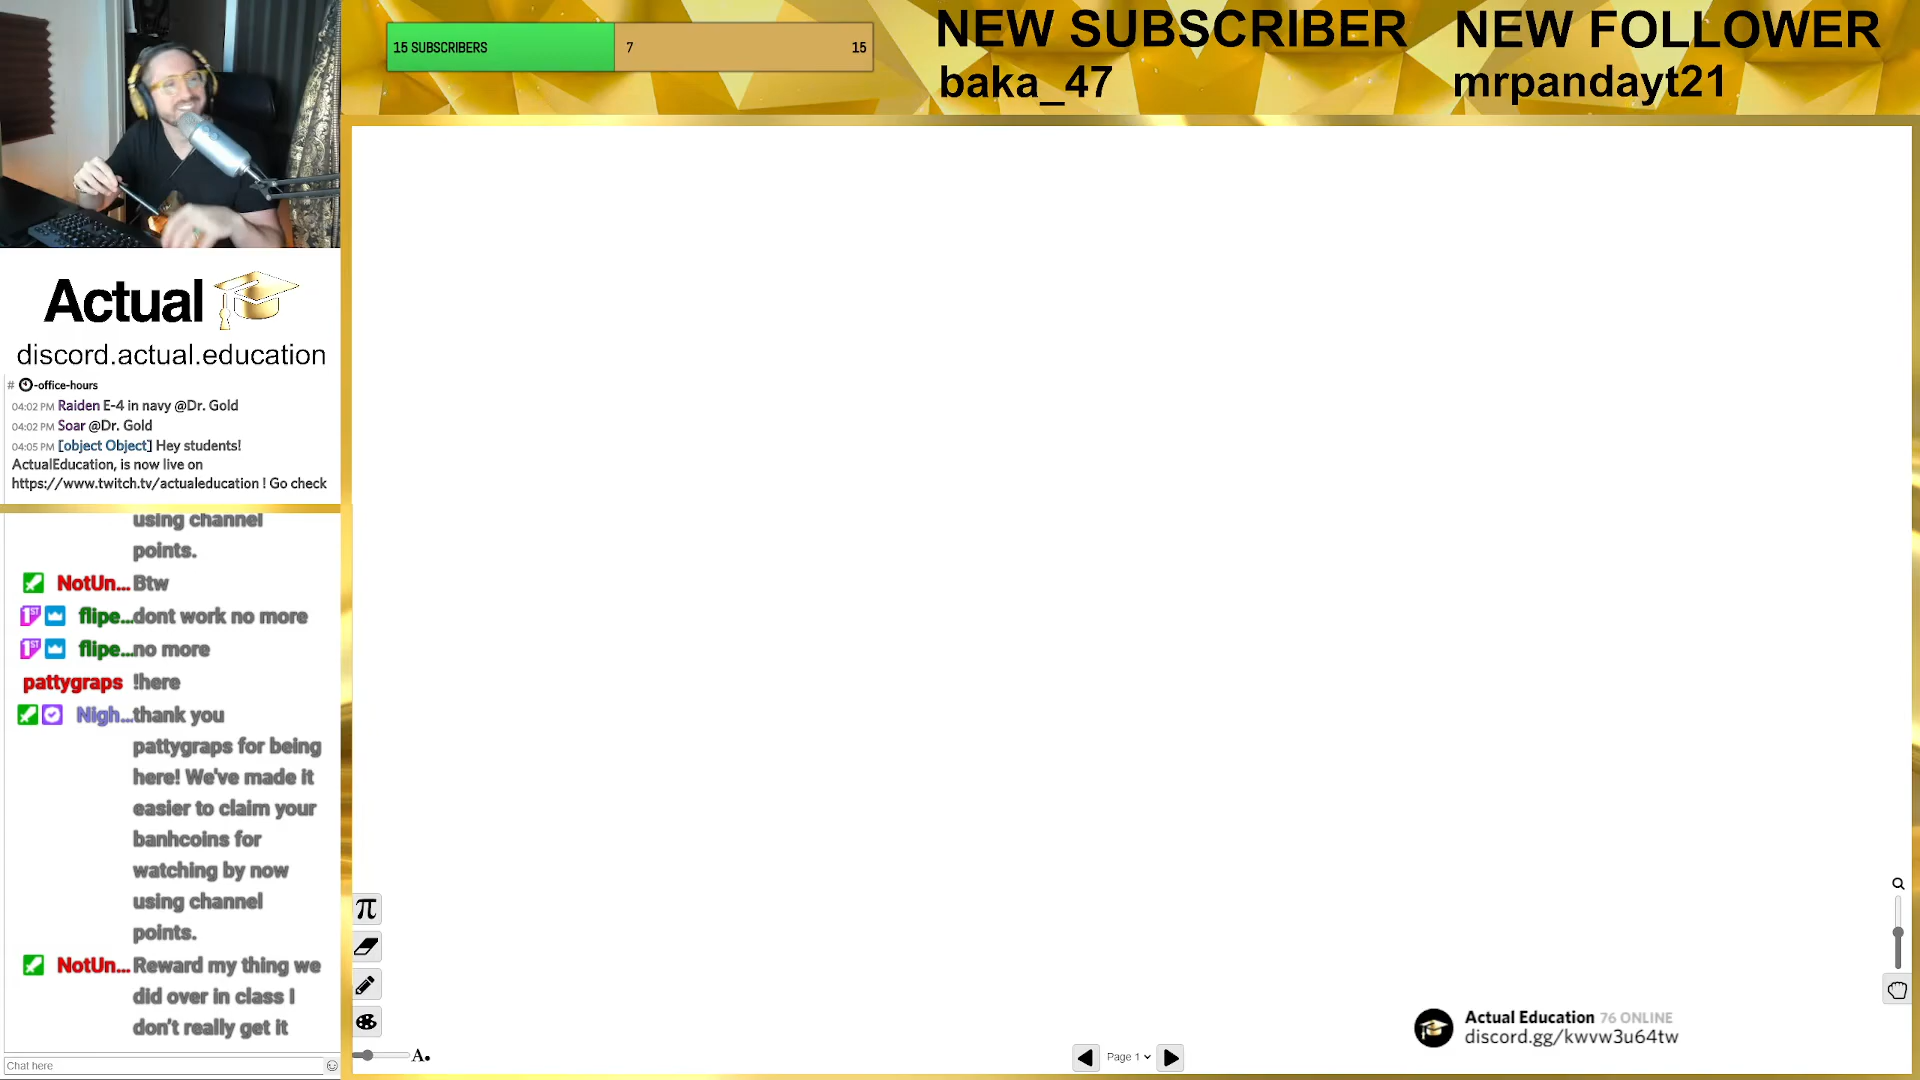 15 SUBSCRIBERS 7 15
NEW SUBSCRIBER
baka_47
NEW FOLLOWER
mrpandayt21
Actual
discord.actual.education
# -office-hours
04:02 PM Raiden E-4 in navy @Dr. Gold
04:02 PM Soar @Dr. Gold
04:05 PM [object Object] Hey students!
ActualEducation, is now live on
https://www.twitch.tv/actualeducation ! Go check
using channel
points.
NotUn... Btw
1ST flipe... dont work no more
1ST flipe... no more
pattygraps !here
Nigh... thank you
pattygraps for being
here! We've made it
easier to claim your
banhcoins for
watching by now
using channel
points.
NotUn... Reward my thing we
did over in class I
don't really get it
Chat here
π
A.
Page 1
Actual Education 76 ONLINE
discord.gg/kwvw3u64tw